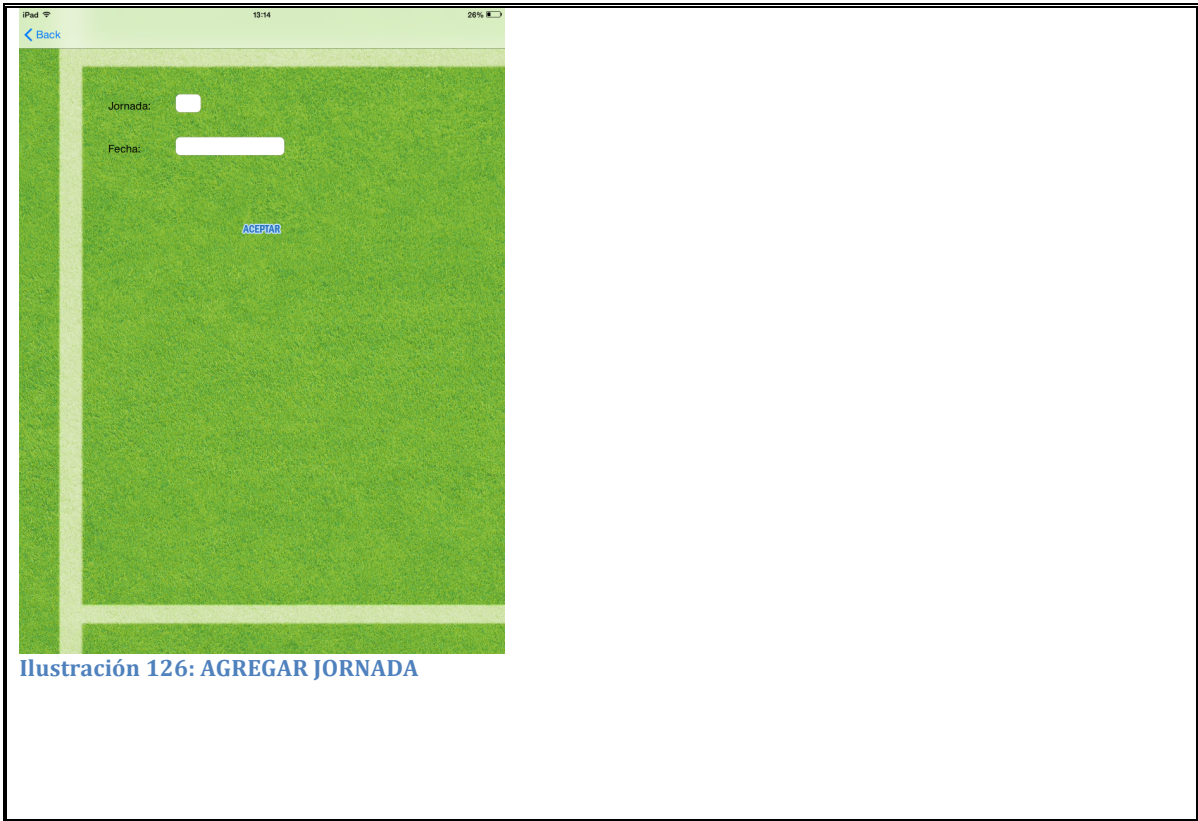 iPad 13:14 26%
Back
Jornada:
Fecha:
ACEPTAR
Ilustración 126: AGREGAR JORNADA